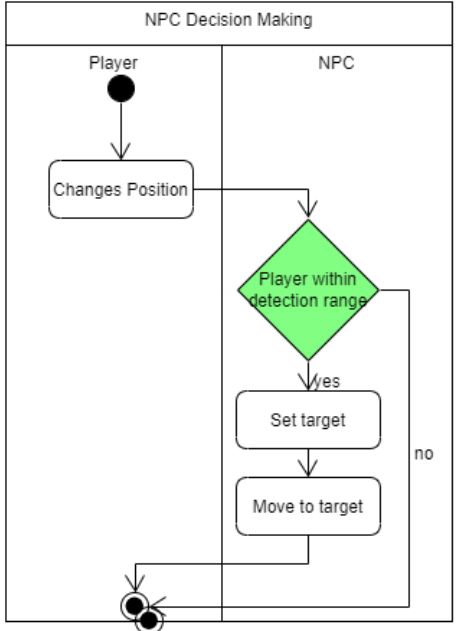 NPC Decision Making
Player
NPC
Changes Position
Player within
detection range
yes
Set target
no
Move to target